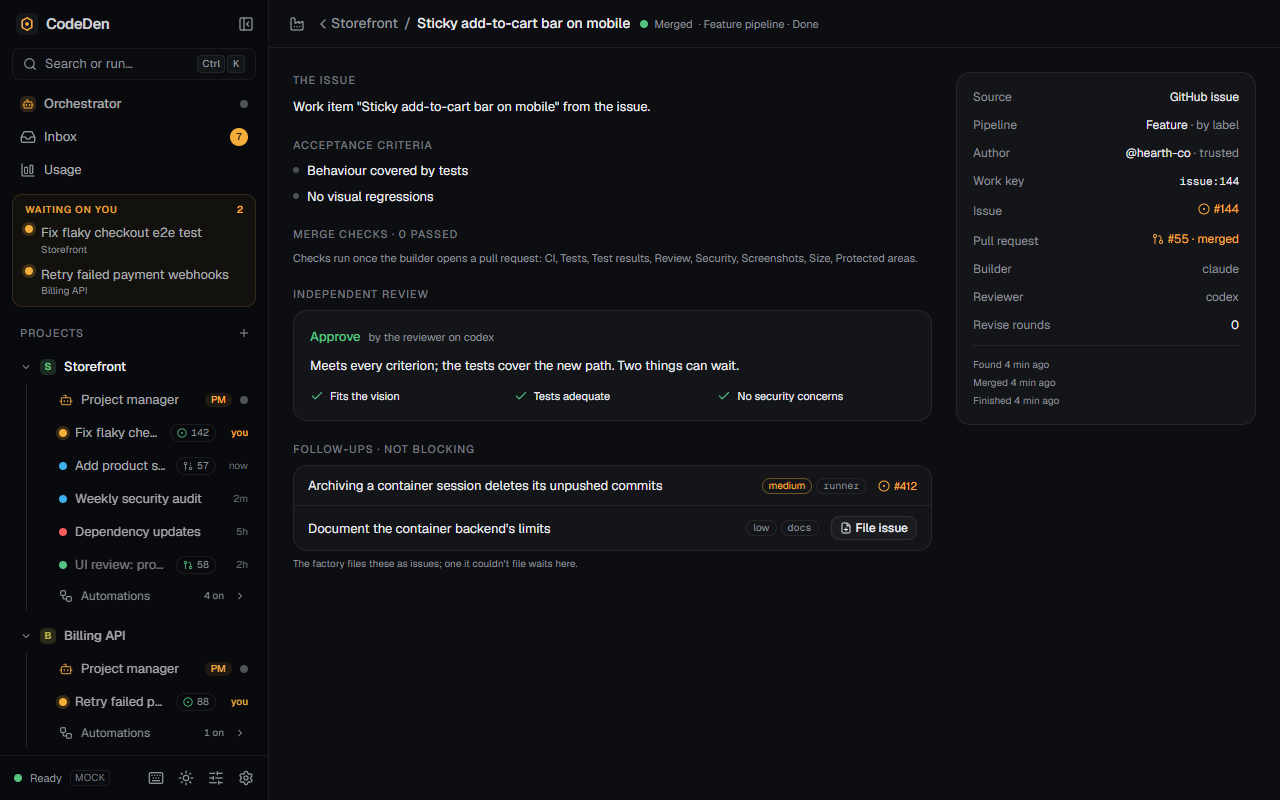 CodeDen
Search or run... Ctrl K
Orchestrator
Inbox 7
Usage
WAITING ON YOU 2
Fix flaky checkout e2e test
Storefront
Retry failed payment webhooks
Billing API
PROJECTS
S Storefront
Project manager PM
Fix flaky che... 142 you
Add product s... 57 now
Weekly security audit 2m
Dependency updates 5h
UI review: pro... 58 2h
Automations 4 on
B Billing API
Project manager PM
Retry failed p... 88 you
Automations 1 on
Ready MOCK
Storefront / Sticky add-to-cart bar on mobile Merged · Feature pipeline · Done
THE ISSUE
Work item "Sticky add-to-cart bar on mobile" from the issue.
ACCEPTANCE CRITERIA
Behaviour covered by tests
No visual regressions
MERGE CHECKS · 0 PASSED
Checks run once the builder opens a pull request: CI, Tests, Test results, Review, Security, Screenshots, Size, Protected areas.
INDEPENDENT REVIEW
Approve by the reviewer on codex
Meets every criterion; the tests cover the new path. Two things can wait.
Fits the vision Tests adequate No security concerns
FOLLOW-UPS · NOT BLOCKING
Archiving a container session deletes its unpushed commits medium runner #412
Document the container backend's limits low docs File issue
The factory files these as issues; one it couldn't file waits here.
Source GitHub issue
Pipeline Feature · by label
Author @hearth-co · trusted
Work key issue:144
Issue #144
Pull request #55 · merged
Builder claude
Reviewer codex
Revise rounds 0
Found 4 min ago
Merged 4 min ago
Finished 4 min ago